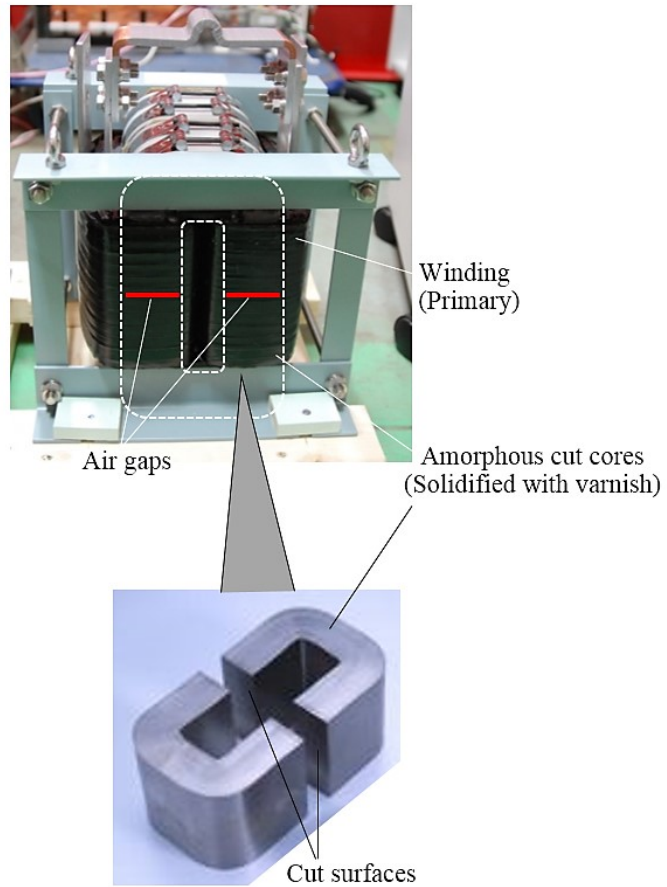 Winding
(Primary)
Air gaps
Amorphous cut cores
(Solidified with varnish)
Cut surfaces